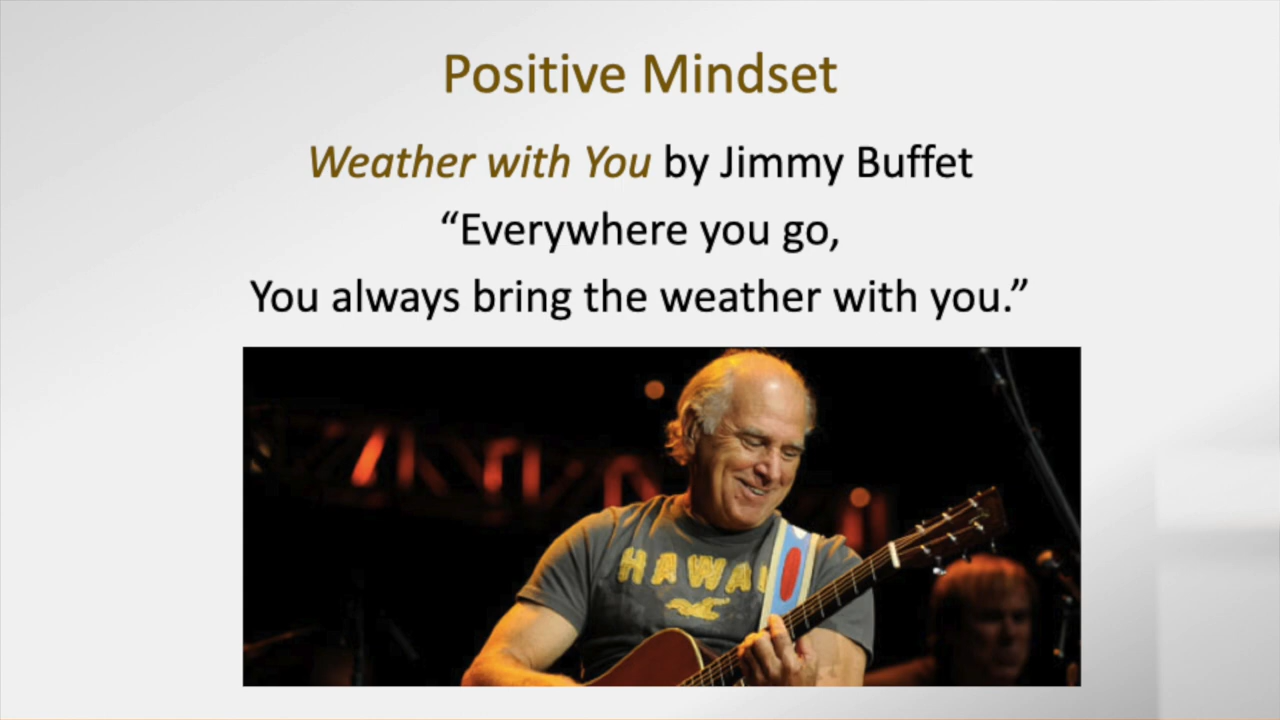 Positive Mindset
Weather with You by Jimmy Buffet
“Everywhere you go,
You always bring the weather with you.”
HAWAI